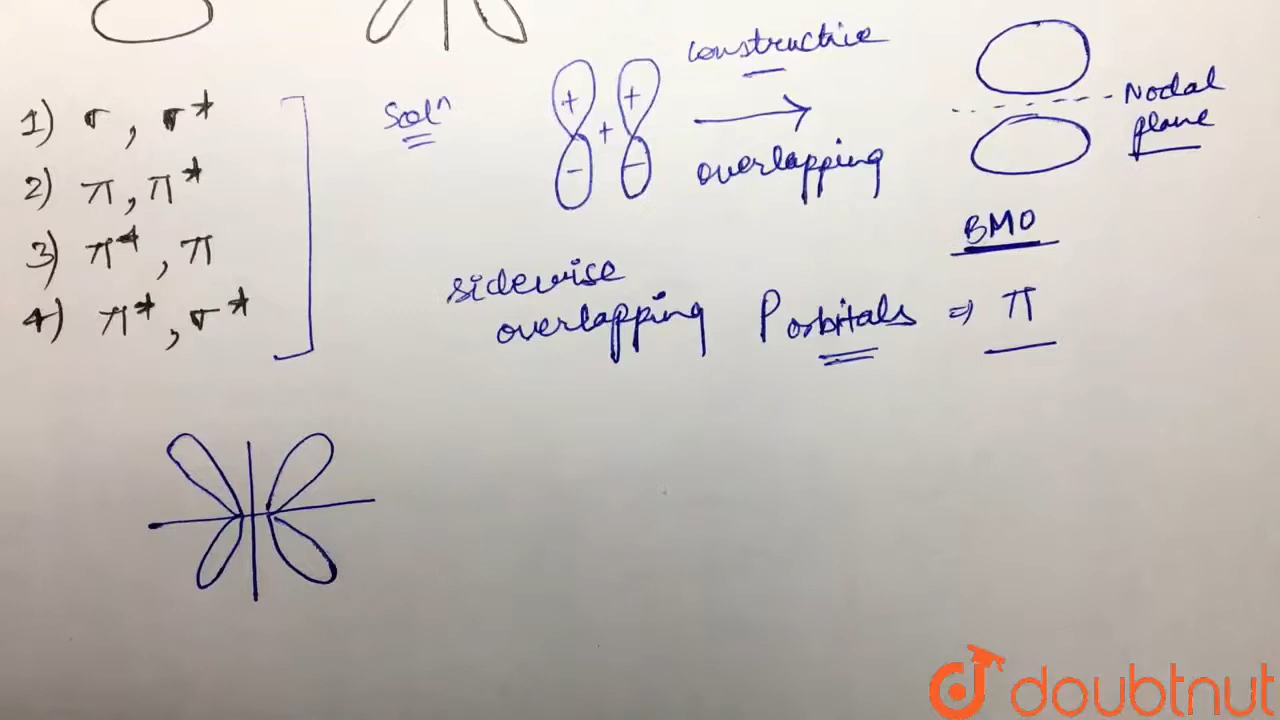 1) σ, σ*
2) π, π*
3) π*, π
4) π*, σ*
Soln
+ + +
- -
constructive
overlapping
Nodal
plane
BMO
sidewise
overlapping P orbitals ⇒ π
doubtnut